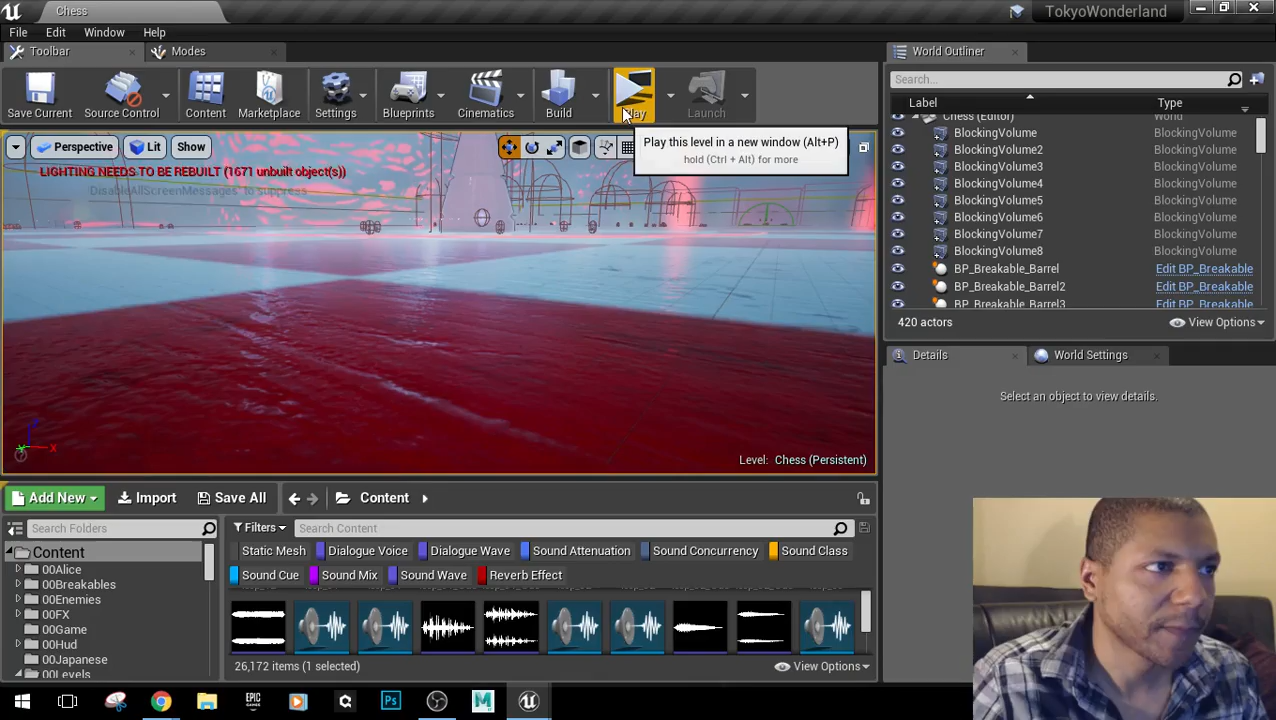 Chess
TokyoWonderland
File Edit Window Help
Toolbar
Modes
World Outliner
Save Current
Source Control
Content
Marketplace
Settings
Blueprints
Cinematics
Build
Launch
Search...
Label
Type
Play this level in a new window (Alt+P)
hold (Ctrl + Alt) for more
Perspective
Lit
Show
LIGHTING NEEDS TO BE REBUILT (1671 unbuilt object(s))
'DisableAllScreenMessages' to suppress
Chess (Editor) World
BlockingVolume BlockingVolume
BlockingVolume2 BlockingVolume
BlockingVolume3 BlockingVolume
BlockingVolume4 BlockingVolume
BlockingVolume5 BlockingVolume
BlockingVolume6 BlockingVolume
BlockingVolume7 BlockingVolume
BlockingVolume8 BlockingVolume
BP_Breakable_Barrel Edit BP_Breakable
BP_Breakable_Barrel2 Edit BP_Breakable
BP_Breakable_Barrel3 Edit BP_Breakable
420 actors
View Options
Details
World Settings
Select an object to view details.
Level: Chess (Persistent)
Add New
Import
Save All
Content
Search Folders
Filters
Search Content
Content
00Alice
00Breakables
00Enemies
00FX
00Game
00Hud
00Japanese
00Levels
Static Mesh
Dialogue Voice
Dialogue Wave
Sound Attenuation
Sound Concurrency
Sound Class
Sound Cue
Sound Mix
Sound Wave
Reverb Effect
26,172 items (1 selected)
View Options
EPIC
GAMES
Ps
M